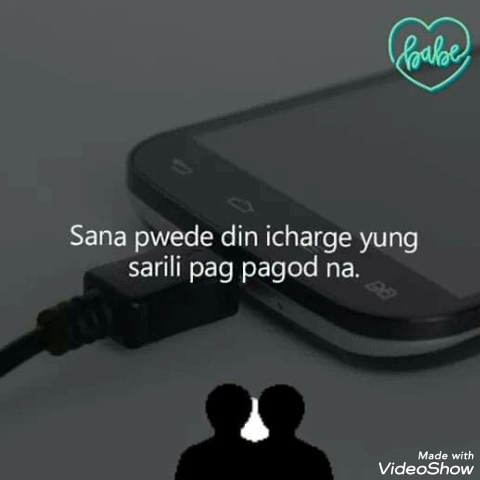 babe
Sana pwede din icharge yung
sarili pag pagod na.
Made with
VideoShow